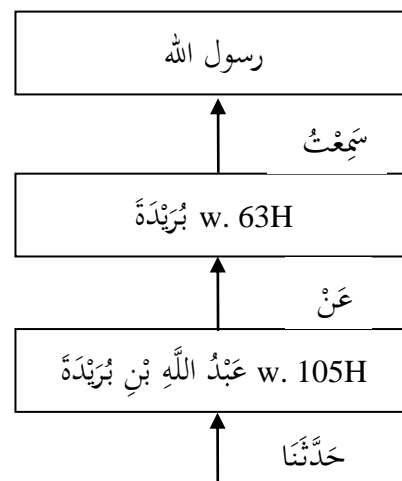 رسول الله
سَمِعْتُ
بُرَيْدَةَ w. 63H
عَنْ
عَبْدُ اللَّهِ بْنِ بُرَيْدَةَ w. 105H
حَدَّثَنَا